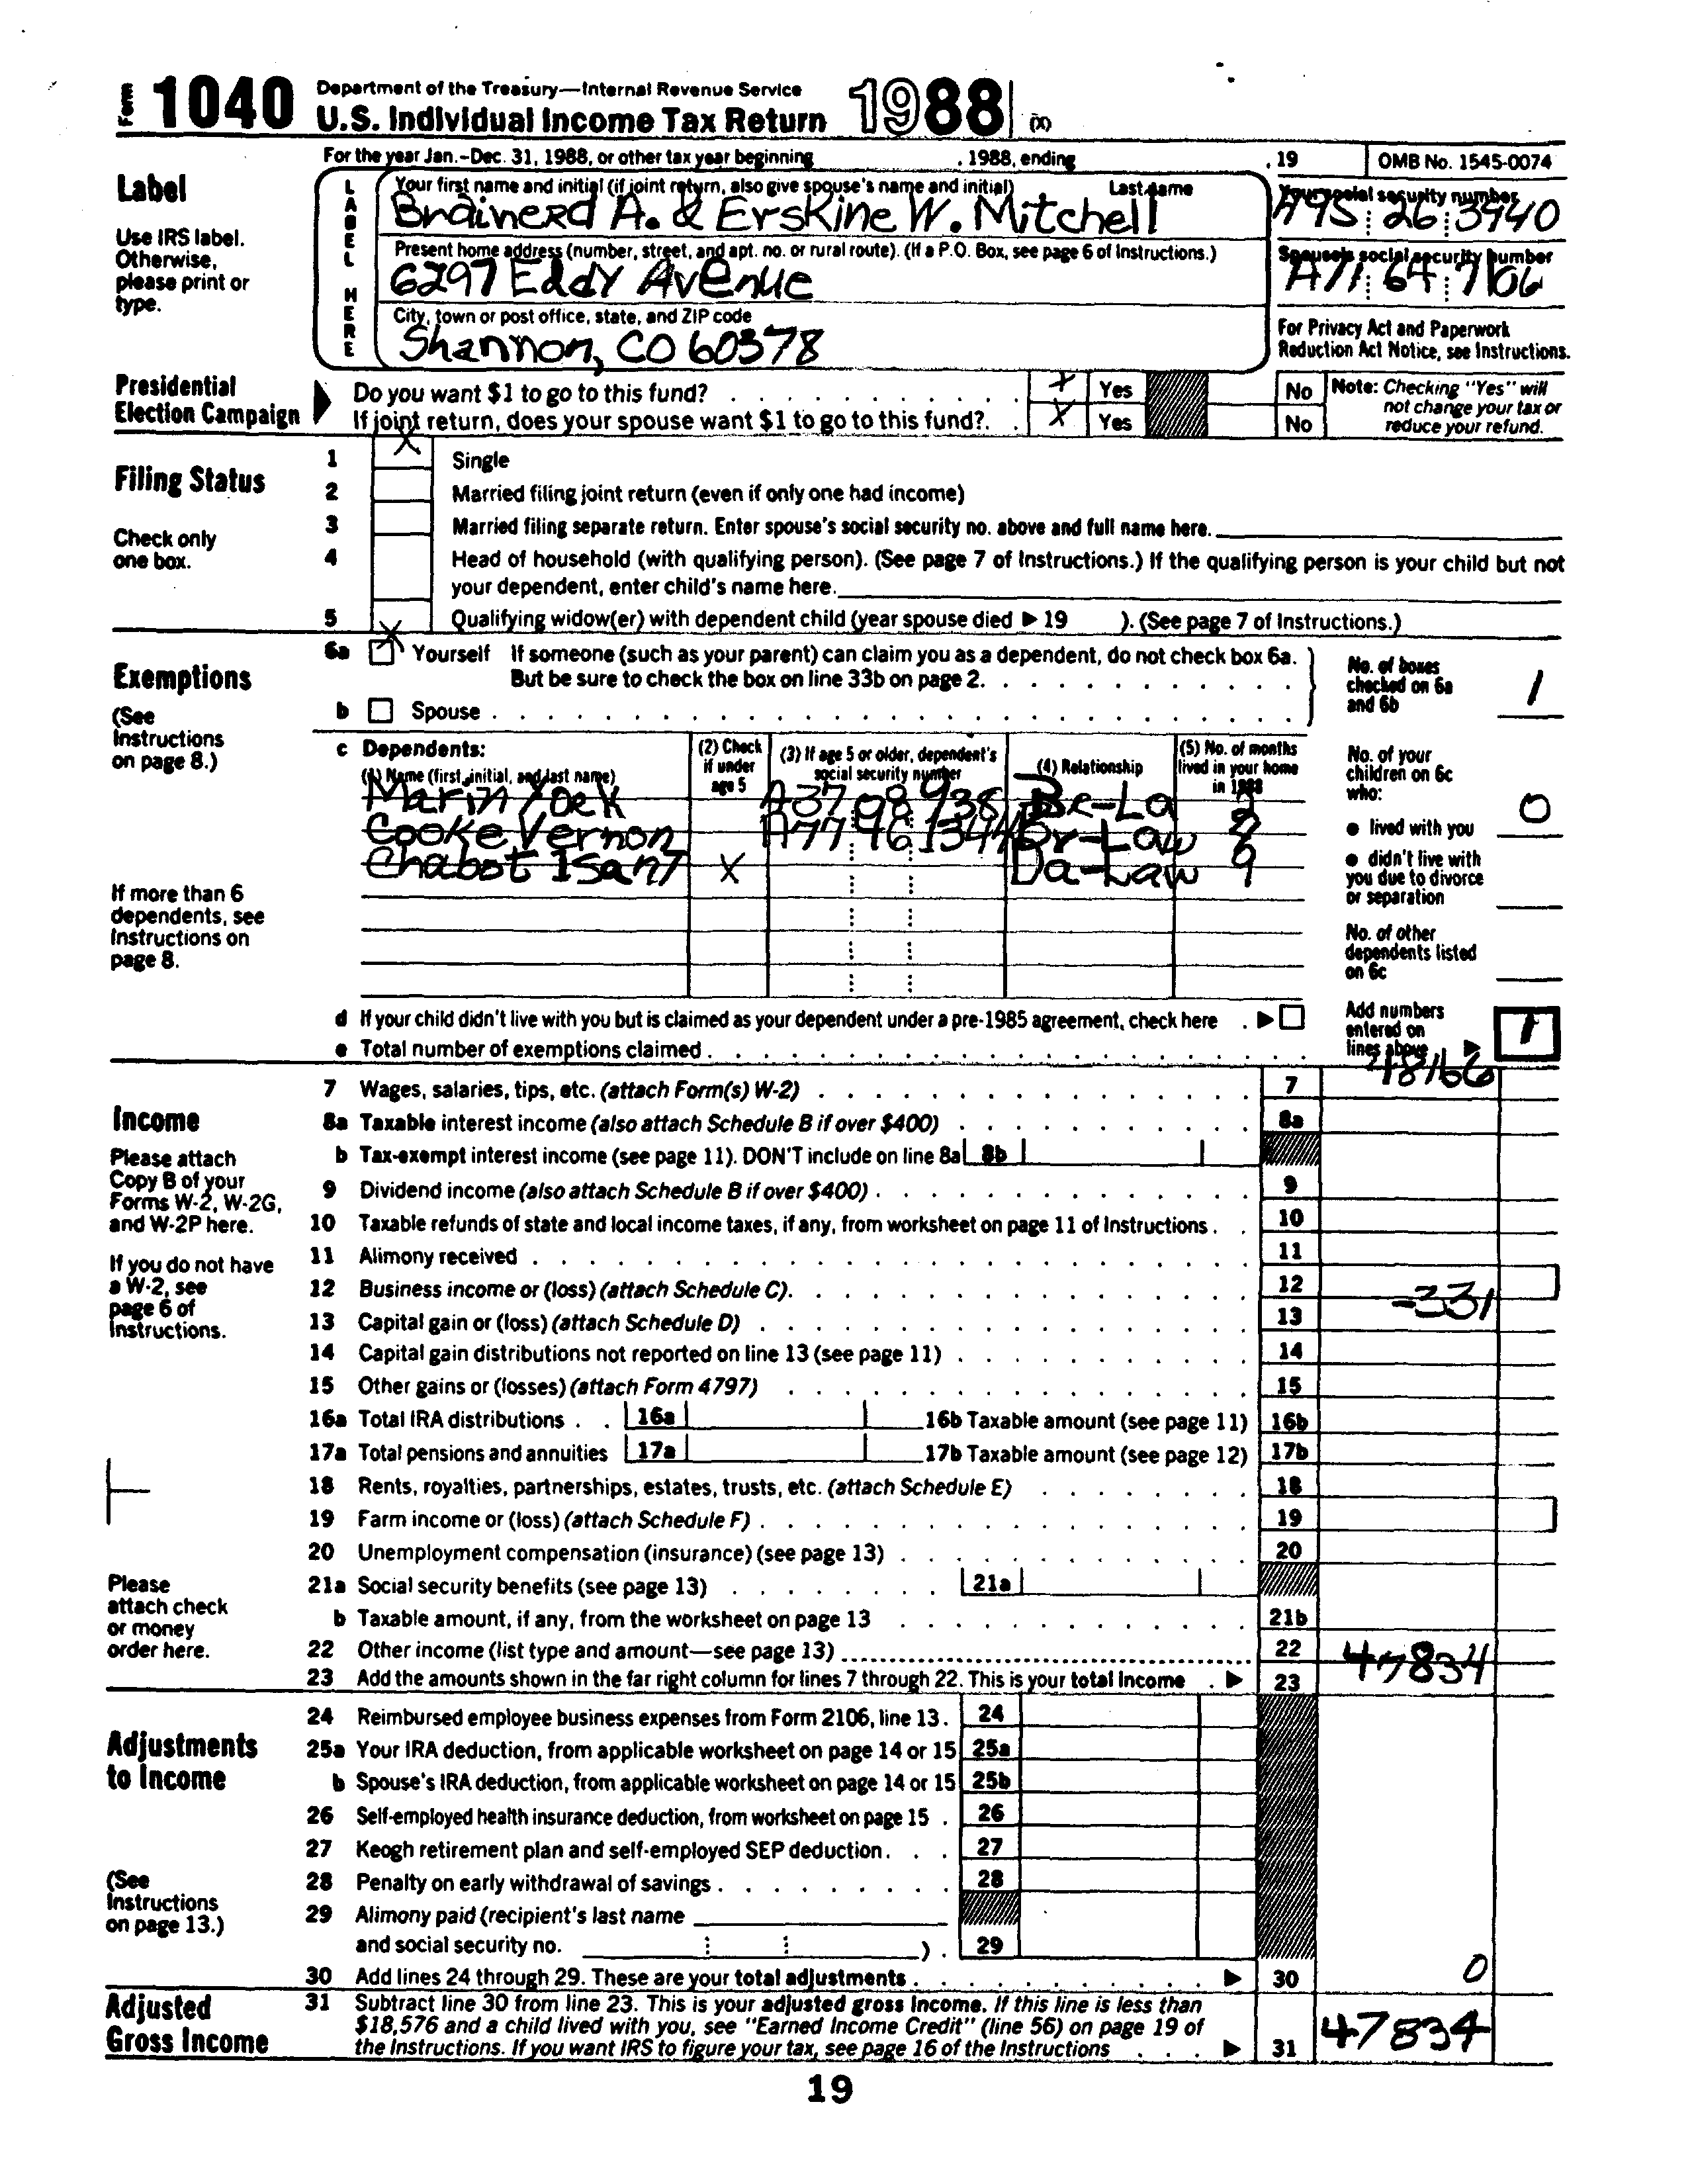 Form 1040 Department of the Treasury—Internal Revenue Service
U.S. Individual Income Tax Return 1988 (X)
For the year Jan.-Dec. 31, 1988, or other tax year beginning , 1988, ending , 19 OMB No. 1545-0074
Label
Use IRS label.
Otherwise,
please print or
type.
LABEL HERE
Your first name and initial (if joint return, also give spouse's name and initial) Last name
Brainerd A. & Erskine W. Mitchell
Your social security number
A95 26 3940
Present home address (number, street, and apt. no. or rural route). (If a P.O. Box, see page 6 of Instructions.)
6297 Eddy Avenue
Spouse's social security number
A71 64 7106
City, town or post office, state, and ZIP code
Shannon, CO 60378
For Privacy Act and Paperwork
Reduction Act Notice, see Instructions.
Presidential
Election Campaign
Do you want $1 to go to this fund? X Yes No
If joint return, does your spouse want $1 to go to this fund? X Yes No
Note: Checking "Yes" will
not change your tax or
reduce your refund.
Filing Status
Check only
one box.
1 X Single
2 Married filing joint return (even if only one had income)
3 Married filing separate return. Enter spouse's social security no. above and full name here.
4 Head of household (with qualifying person). (See page 7 of Instructions.) If the qualifying person is your child but not
your dependent, enter child's name here.
5 Qualifying widow(er) with dependent child (year spouse died ▶ 19 ). (See page 7 of Instructions.)
Exemptions
(See
Instructions
on page 8.)
6a X Yourself If someone (such as your parent) can claim you as a dependent, do not check box 6a.
But be sure to check the box on line 33b on page 2.
b Spouse
No. of boxes
checked on 6a
and 6b
1
c Dependents:
(1) Name (first, initial, and last name)
(2) Check
if under
age 5
(3) If age 5 or older, dependent's
social security number
(4) Relationship
(5) No. of months
lived in your home
in 1988
Marin York A37 08 938 Br-La
Cooke Vernon A77 96 1344 Br-Law 9
Chabot Isant X Da-Law 9
If more than 6
dependents, see
Instructions on
page 8.
No. of your
children on 6c
who:
● lived with you 0
● didn't live with
you due to divorce
or separation
No. of other
dependents listed
on 6c
d If your child didn't live with you but is claimed as your dependent under a pre-1985 agreement, check here ▶
e Total number of exemptions claimed
Add numbers
entered on
lines above ▶ 1
Income
Please attach
Copy B of your
Forms W-2, W-2G,
and W-2P here.
If you do not have
a W-2, see
page 6 of
Instructions.
Please
attach check
or money
order here.
7 Wages, salaries, tips, etc. (attach Form(s) W-2) 7 48166
8a Taxable interest income (also attach Schedule B if over $400) 8a
b Tax-exempt interest income (see page 11). DON'T include on line 8a 8b
9 Dividend income (also attach Schedule B if over $400) 9
10 Taxable refunds of state and local income taxes, if any, from worksheet on page 11 of Instructions 10
11 Alimony received 11
12 Business income or (loss) (attach Schedule C) 12
13 Capital gain or (loss) (attach Schedule D) 13 -331
14 Capital gain distributions not reported on line 13 (see page 11) 14
15 Other gains or (losses) (attach Form 4797) 15
16a Total IRA distributions 16a 16b Taxable amount (see page 11) 16b
17a Total pensions and annuities 17a 17b Taxable amount (see page 12) 17b
18 Rents, royalties, partnerships, estates, trusts, etc. (attach Schedule E) 18
19 Farm income or (loss) (attach Schedule F) 19
20 Unemployment compensation (insurance) (see page 13) 20
21a Social security benefits (see page 13) 21a
b Taxable amount, if any, from the worksheet on page 13 21b
22 Other income (list type and amount—see page 13) 22
23 Add the amounts shown in the far right column for lines 7 through 22. This is your total income ▶ 23 47834
Adjustments
to Income
(See
Instructions
on page 13.)
24 Reimbursed employee business expenses from Form 2106, line 13 24
25a Your IRA deduction, from applicable worksheet on page 14 or 15 25a
b Spouse's IRA deduction, from applicable worksheet on page 14 or 15 25b
26 Self-employed health insurance deduction, from worksheet on page 15 26
27 Keogh retirement plan and self-employed SEP deduction 27
28 Penalty on early withdrawal of savings 28
29 Alimony paid (recipient's last name
and social security no. ) 29
30 Add lines 24 through 29. These are your total adjustments ▶ 30 0
Adjusted
Gross Income
31 Subtract line 30 from line 23. This is your adjusted gross income. If this line is less than
$18,576 and a child lived with you, see "Earned Income Credit" (line 56) on page 19 of
the Instructions. If you want IRS to figure your tax, see page 16 of the Instructions ▶ 31 47834
19